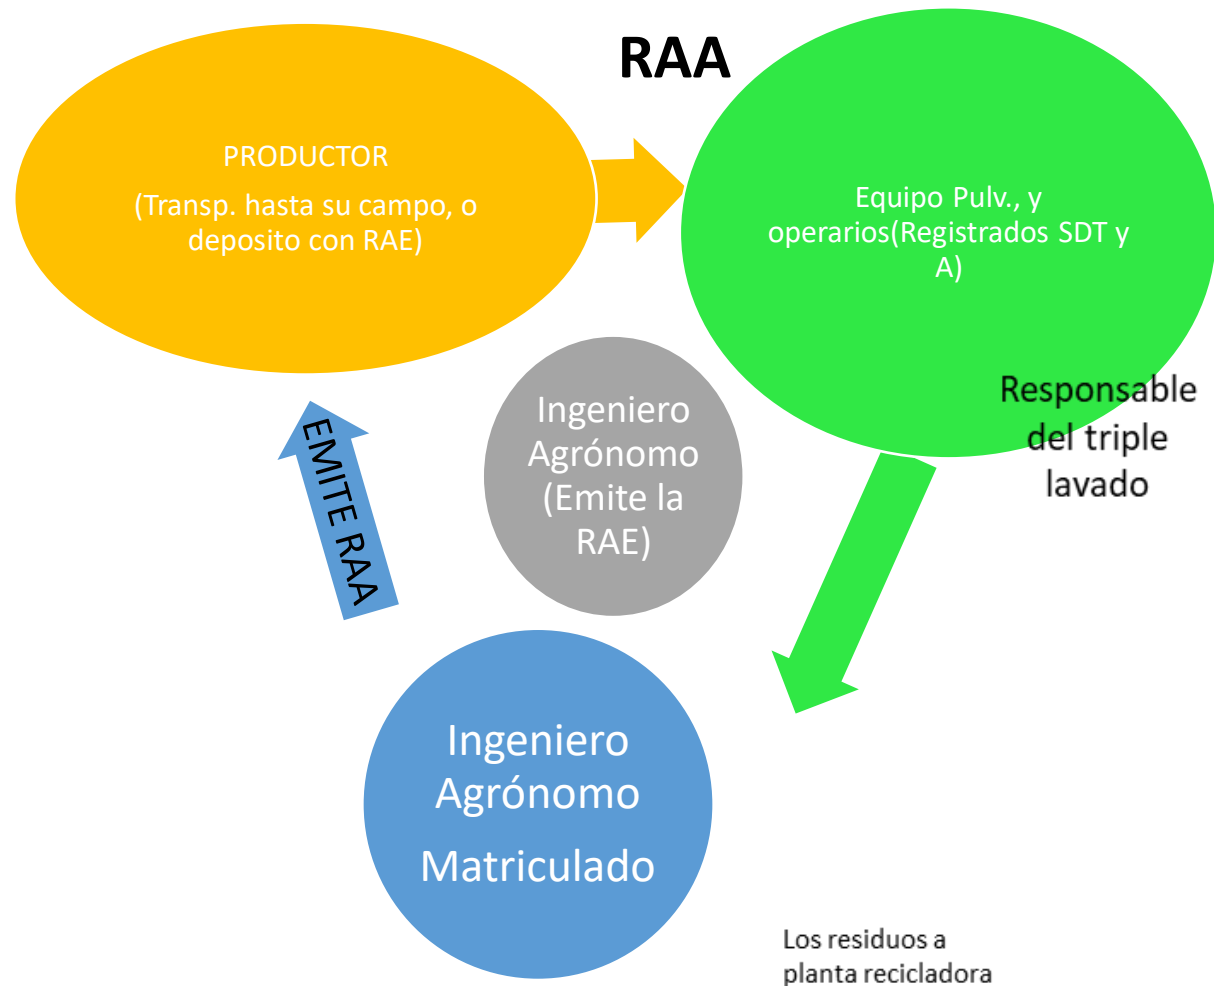 RAA
PRODUCTOR
(Transp. hasta su campo, o
deposito con RAE)
Equipo Pulv., y
operarios(Registrados SDT y
A)
Responsable
del triple
lavado
Ingeniero
Agrónomo
(Emite la
RAE)
EMITE RAA
Ingeniero
Agrónomo
Matriculado
Los residuos a
planta recicladora